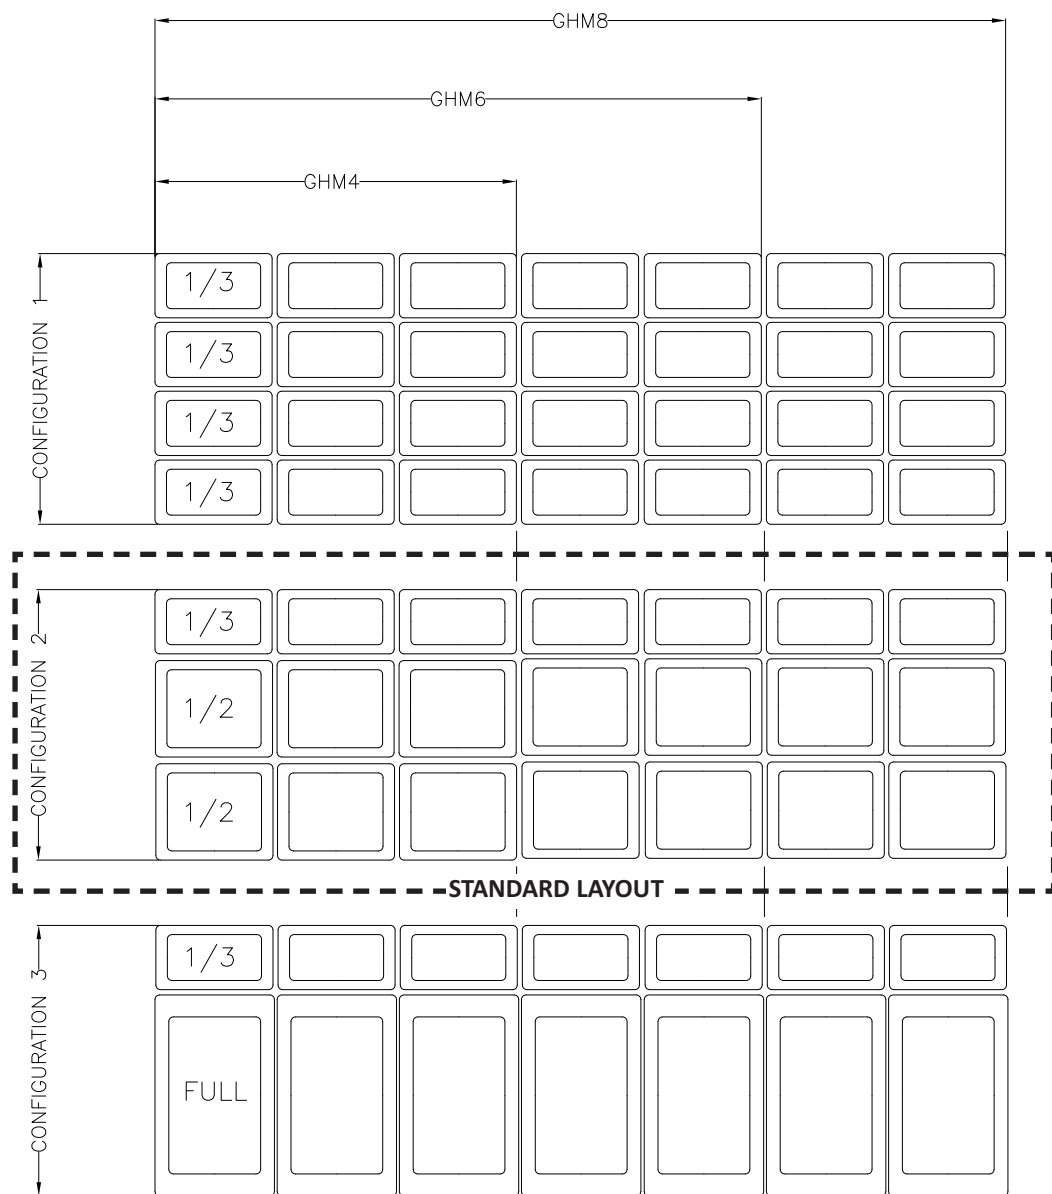 GHM8
GHM6
GHM4
CONFIGURATION 1
1/3
1/3
1/3
1/3
CONFIGURATION 2
1/3
1/2
1/2
STANDARD LAYOUT
CONFIGURATION 3
1/3
FULL